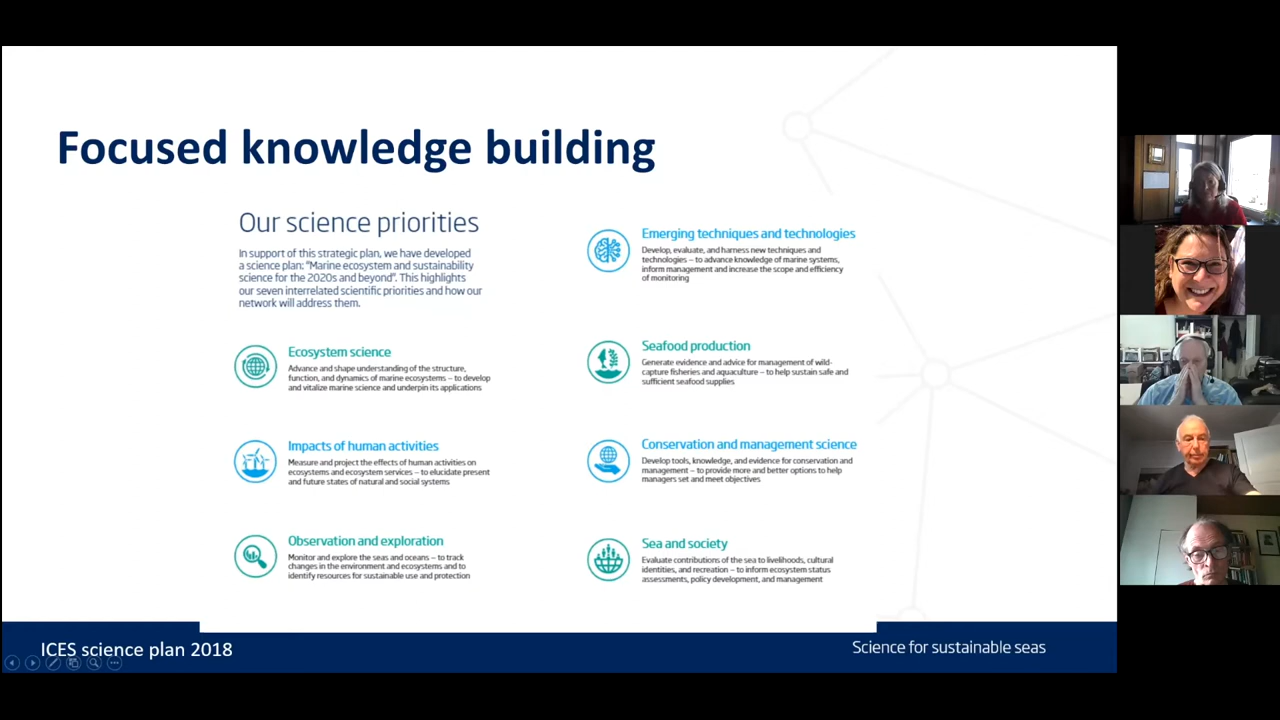 Focused knowledge building
Our science priorities
In support of this strategic plan, we have developed
a science plan: "Marine ecosystem and sustainability
science for the 2020s and beyond". This highlights
our seven interrelated scientific priorities and how our
network will address them.
Ecosystem science
Advance and shape understanding of the structure,
function, and dynamics of marine ecosystems – to develop
and vitalize marine science and underpin its applications
Impacts of human activities
Measure and project the effects of human activities on
ecosystems and ecosystem services – to elucidate present
and future states of natural and social systems
Observation and exploration
Monitor and explore the seas and oceans – to track
changes in the environment and ecosystems and to
identify resources for sustainable use and protection
Emerging techniques and technologies
Develop, evaluate, and harness new techniques and
technologies – to advance knowledge of marine systems,
inform management and increase the scope and efficiency
of monitoring
Seafood production
Generate evidence and advice for management of wild-
capture fisheries and aquaculture – to help sustain safe and
sufficient seafood supplies
Conservation and management science
Develop tools, knowledge, and evidence for conservation and
management – to provide more and better options to help
managers set and meet objectives
Sea and society
Evaluate contributions of the sea to livelihoods, cultural
identities, and recreation – to inform ecosystem status
assessments, policy development, and management
ICES science plan 2018
Science for sustainable seas